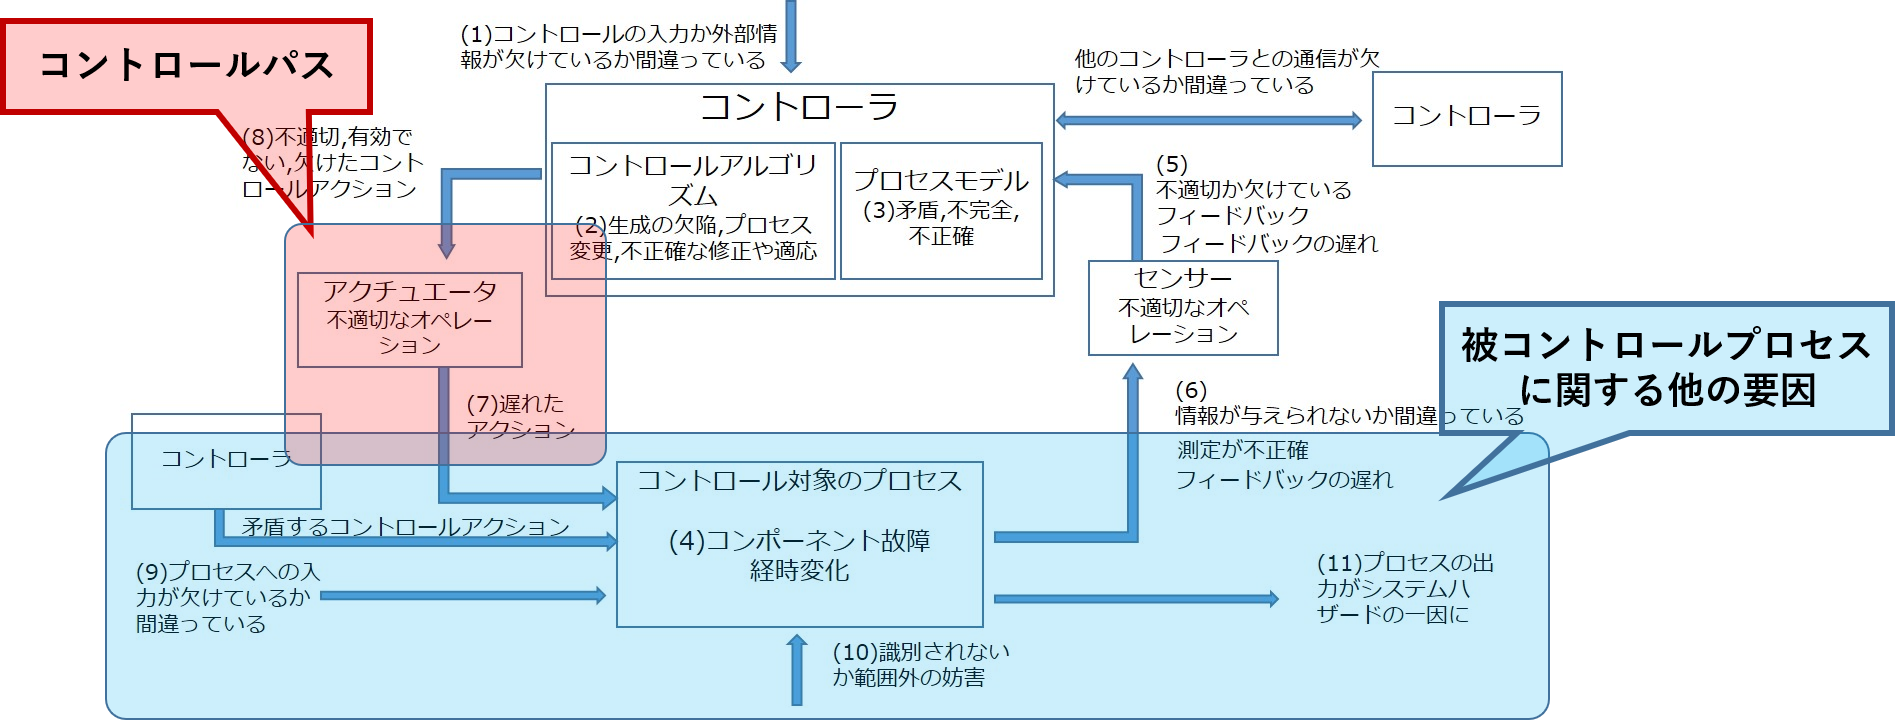 コントロールパス
(1)コントロールの入力か外部情
報が欠けているか間違っている
他のコントローラとの通信が欠
けているか間違っている
コントローラ
コントローラ
(8)不適切,有効で
ない,欠けたコント
ロールアクション
コントロールアルゴリ
ズム
(2)生成の欠陥,プロセス
変更,不正確な修正や適応
プロセスモデル
(3)矛盾,不完全,
不正確
(5)
不適切か欠けている
フィードバック
フィードバックの遅れ
アクチュエータ
不適切なオペレー
ション
センサー
不適切なオペ
レーション
被コントロールプロセス
に関する他の要因
(7)遅れた
アクション
(6)
情報が与えられないか間違っている
測定が不正確
フィードバックの遅れ
コントローラ
コントロール対象のプロセス
(4)コンポーネント故障
経時変化
矛盾するコントロールアクション
(9)プロセスへの入
力が欠けているか
間違っている
(11)プロセスの出
力がシステムハ
ザードの一因に
(10)識別されない
か範囲外の妨害